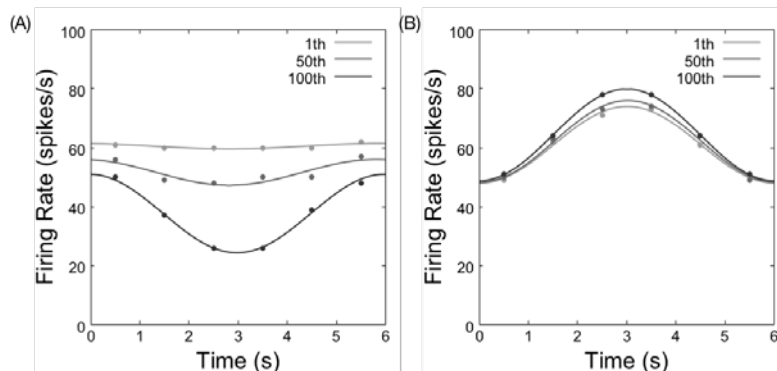 (A)
100
80
60
40
20
0
Firing Rate (spikes/s)
1th
50th
100th
0 1 2 3 4 5 6
Time (s)
(B)
100
80
60
40
20
0
Firing Rate (spikes/s)
1th
50th
100th
0 1 2 3 4 5 6
Time (s)